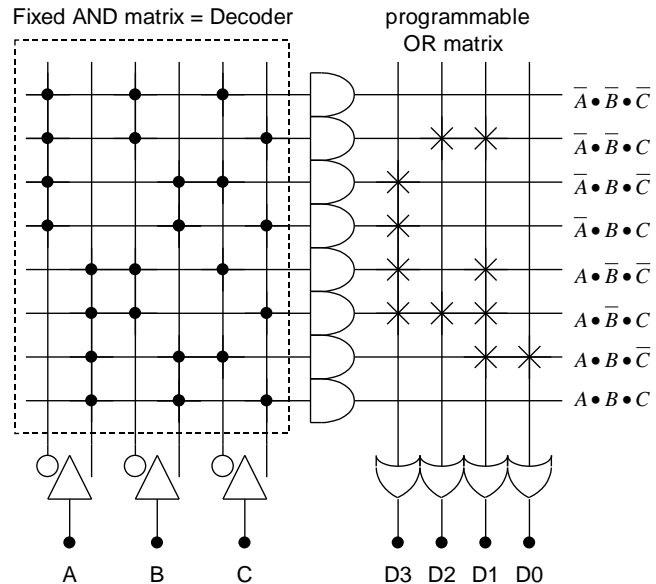 Fixed AND matrix = Decoder
programmable
OR matrix
A̅ • B̅ • C̅
A̅ • B̅ • C
A̅ • B̅ • C̅
A̅ • B • C
A • B̅ • C̅
A • B̅ • C
A • B • C̅
A • B • C
A B C D3 D2 D1 D0